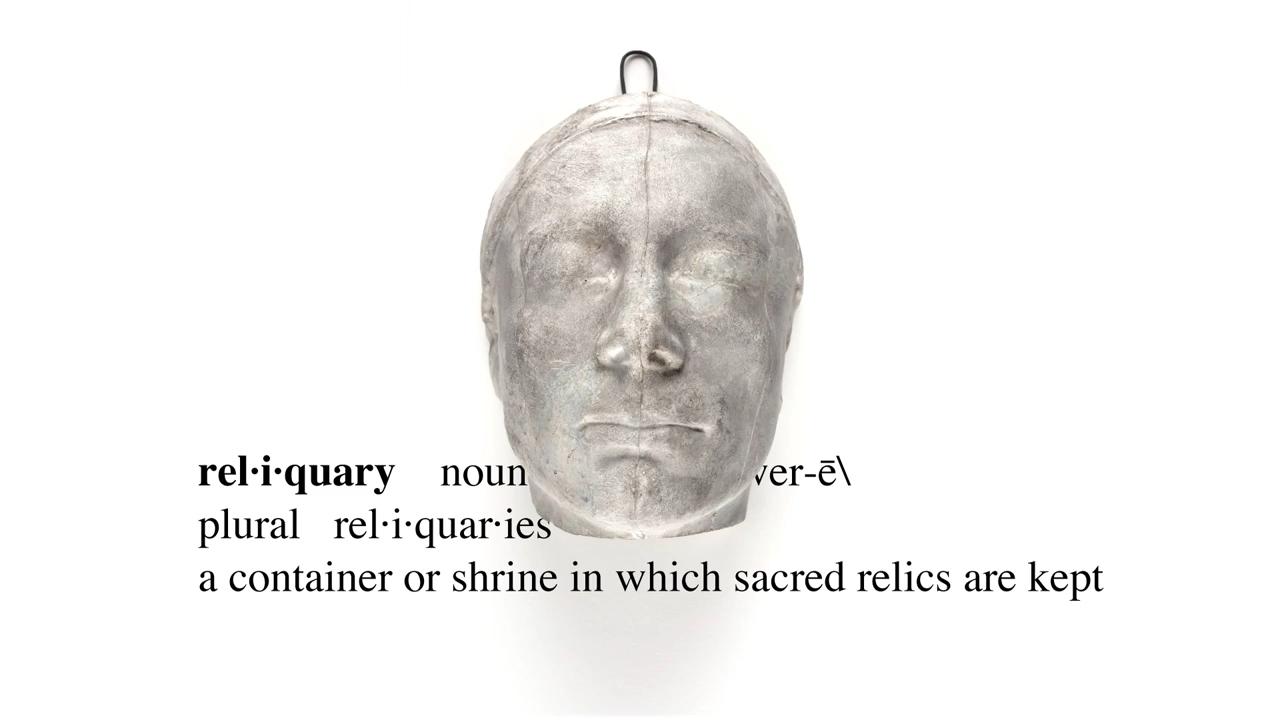 rel·i·quary noun ver-ē\
plural rel·i·quar·ies
a container or shrine in which sacred relics are kept